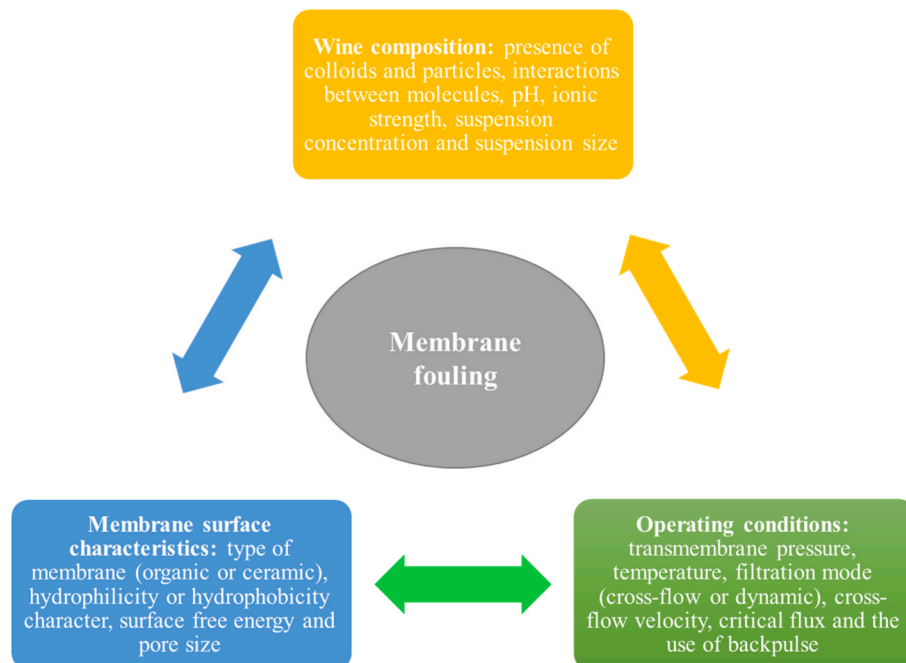 Wine composition: presence of
colloids and particles, interactions
between molecules, pH, ionic
strength, suspension
concentration and suspension size
Membrane
fouling
Membrane surface
characteristics: type of
membrane (organic or ceramic),
hydrophilicity or hydrophobicity
character, surface free energy and
pore size
Operating conditions:
transmembrane pressure,
temperature, filtration mode
(cross-flow or dynamic), cross-
flow velocity, critical flux and the
use of backpulse